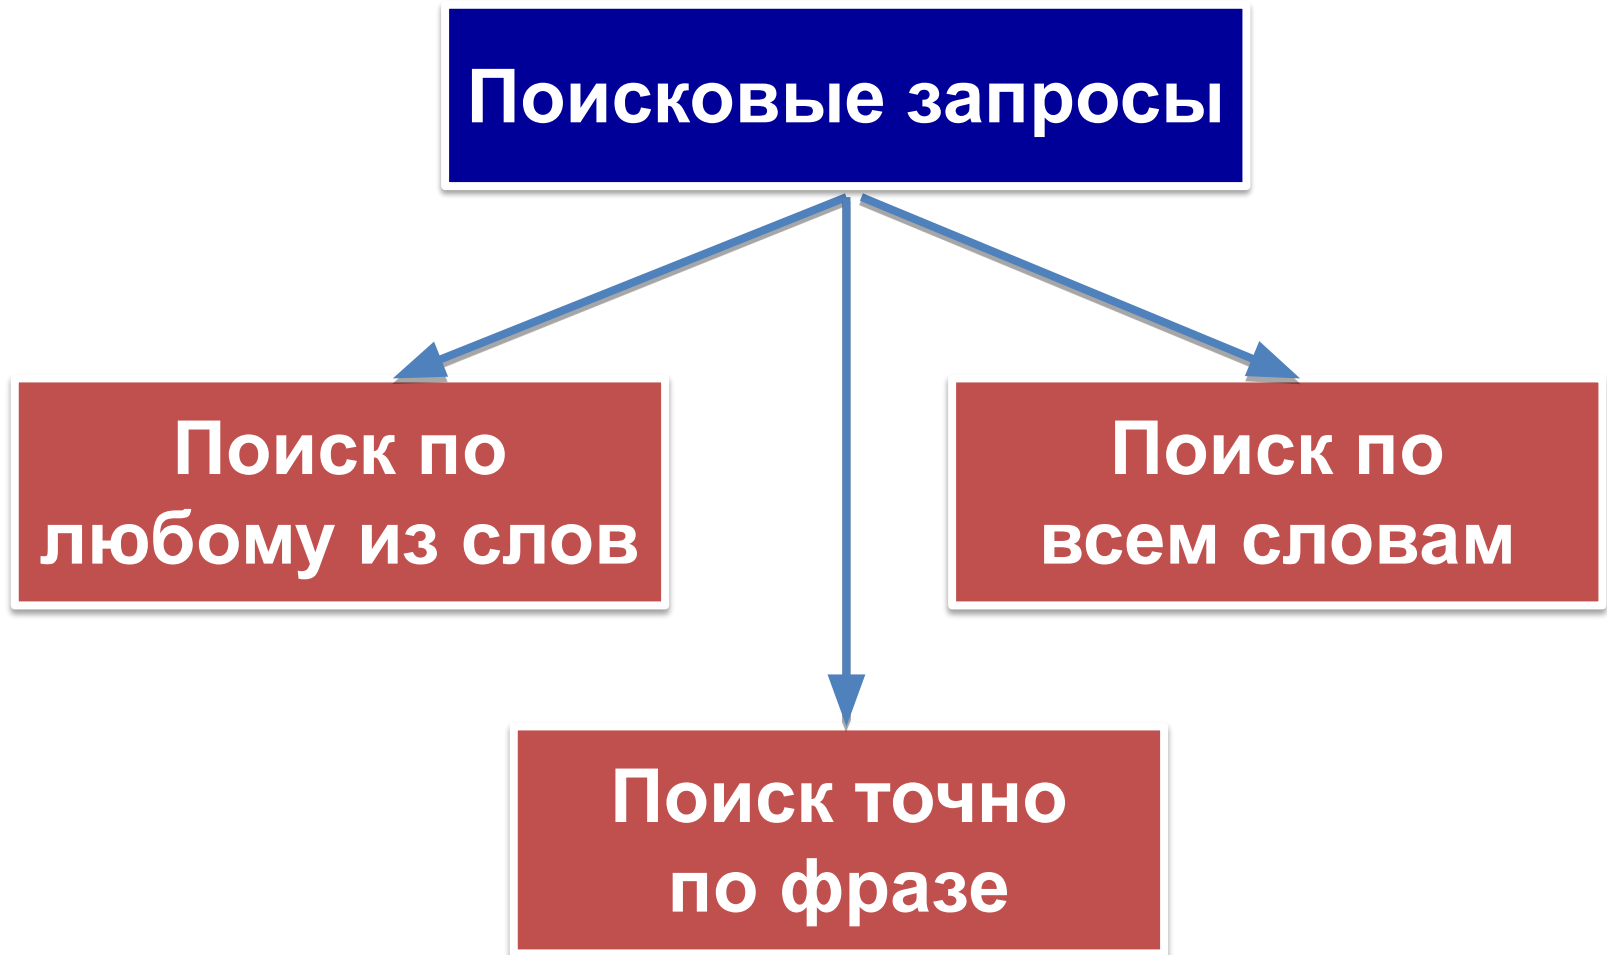 Поисковые запросы
Поиск по
любому из слов
Поиск по
всем словам
Поиск точно
по фразе